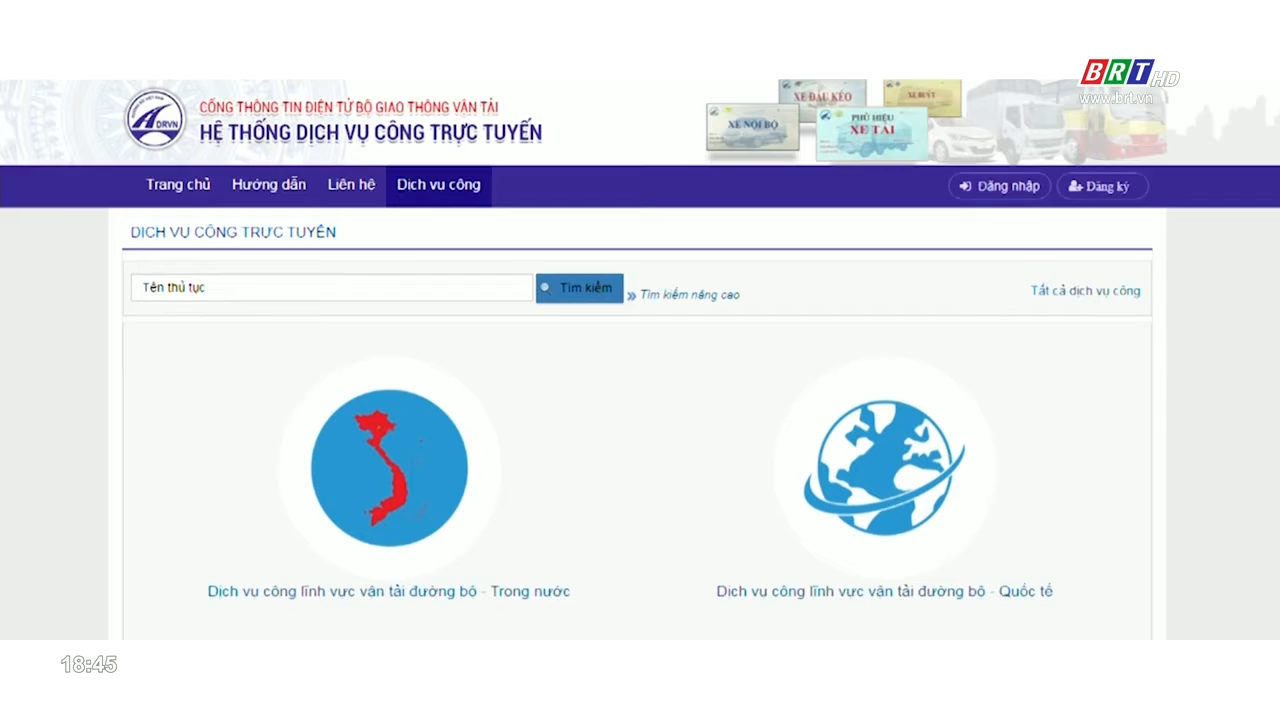 BRT HD
www.brt.vn
CỔNG THÔNG TIN ĐIỆN TỬ BỘ GIAO THÔNG VẬN TẢI
HỆ THỐNG DỊCH VỤ CÔNG TRỰC TUYẾN
DRVN
XE ĐẦU KÉO
XE BUÝT
XE NỘI BỘ
PHÙ HIỆU
XE TẢI
Trang chủ Hướng dẫn Liên hệ Dịch vụ công Đăng nhập Đăng ký
DỊCH VỤ CÔNG TRỰC TUYẾN
Tên thủ tục Tìm kiếm Tìm kiếm nâng cao Tất cả dịch vụ công
Dịch vụ công lĩnh vực vận tải đường bộ - Trong nước
Dịch vụ công lĩnh vực vận tải đường bộ - Quốc tế
18:45